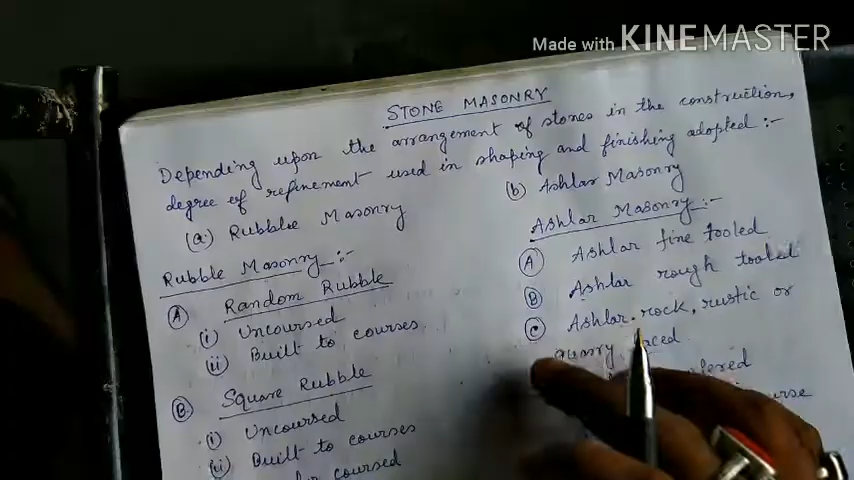 Made with KINEMASTER
STONE MASONRY
Depending upon the arrangement of stones in the construction,
degree of refinement used in shaping and finishing adopted :-
(a) Rubble Masonry
(b) Ashlar Masonry
Rubble Masonry :-
(A) Random Rubble
(i) Uncoursed
(ii) Built to courses
(B) Square Rubble
(i) Uncoursed
(ii) Built to courses
coursed
Ashlar Masonry :-
(A) Ashlar fine tooled
(B) Ashlar rough tooled
(C) Ashlar rock, rustic or
quarry faced